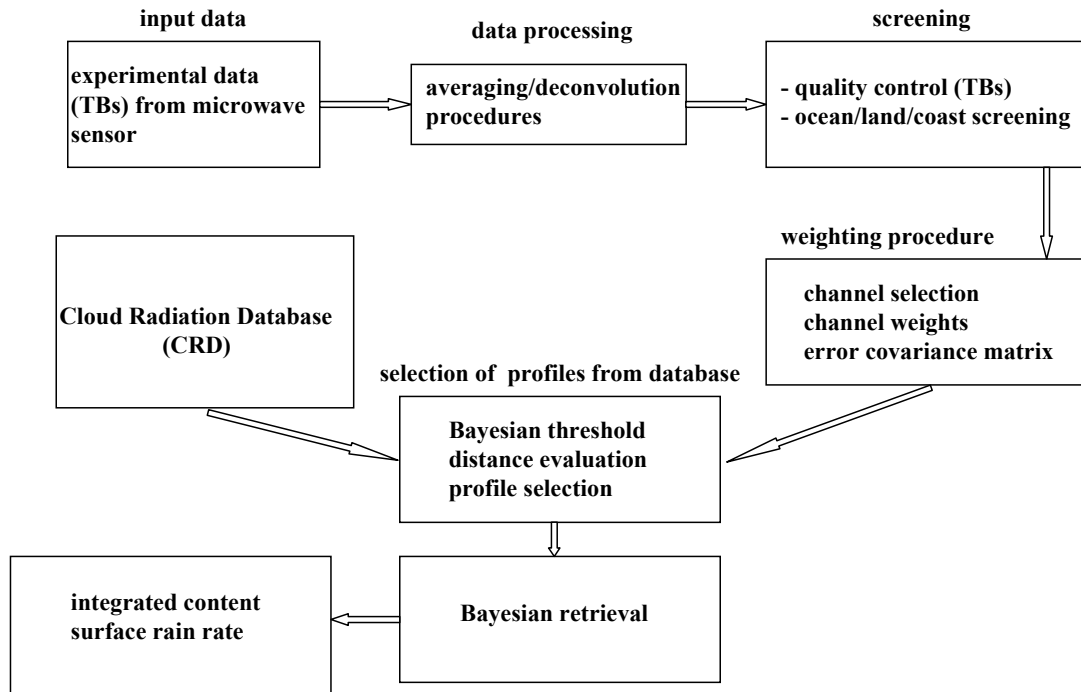 input data
experimental data
(TBs) from microwave
sensor
data processing
averaging/deconvolution
procedures
screening
- quality control (TBs)
- ocean/land/coast screening
weighting procedure
channel selection
channel weights
error covariance matrix
Cloud Radiation Database
(CRD)
selection of profiles from database
Bayesian threshold
distance evaluation
profile selection
Bayesian retrieval
integrated content
surface rain rate